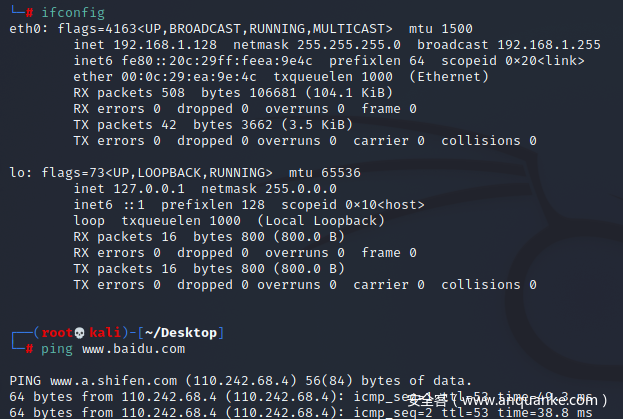 └─# ifconfig
eth0: flags=4163<UP,BROADCAST,RUNNING,MULTICAST>  mtu 1500
        inet 192.168.1.128  netmask 255.255.255.0  broadcast 192.168.1.255
        inet6 fe80::20c:29ff:feea:9e4c  prefixlen 64  scopeid 0×20<link>
        ether 00:0c:29:ea:9e:4c  txqueuelen 1000  (Ethernet)
        RX packets 508  bytes 106681 (104.1 KiB)
        RX errors 0  dropped 0  overruns 0  frame 0
        TX packets 42  bytes 3662 (3.5 KiB)
        TX errors 0  dropped 0 overruns 0  carrier 0  collisions 0
lo: flags=73<UP,LOOPBACK,RUNNING>  mtu 65536
        inet 127.0.0.1  netmask 255.0.0.0
        inet6 ::1  prefixlen 128  scopeid 0×10<host>
        loop  txqueuelen 1000  (Local Loopback)
        RX packets 16  bytes 800 (800.0 B)
        RX errors 0  dropped 0  overruns 0  frame 0
        TX packets 16  bytes 800 (800.0 B)
        TX errors 0  dropped 0 overruns 0  carrier 0  collisions 0
┌──(root💀kali)-[~/Desktop]
└─# ping www.baidu.com
PING www.a.shifen.com (110.242.68.4) 56(84) bytes of data.
64 bytes from 110.242.68.4 (110.242.68.4): icmp_seq=1 ttl=53 time=49.3 ms
64 bytes from 110.242.68.4 (110.242.68.4): icmp_seq=2 ttl=53 time=38.8 ms
安全客（www.anquanke.com）